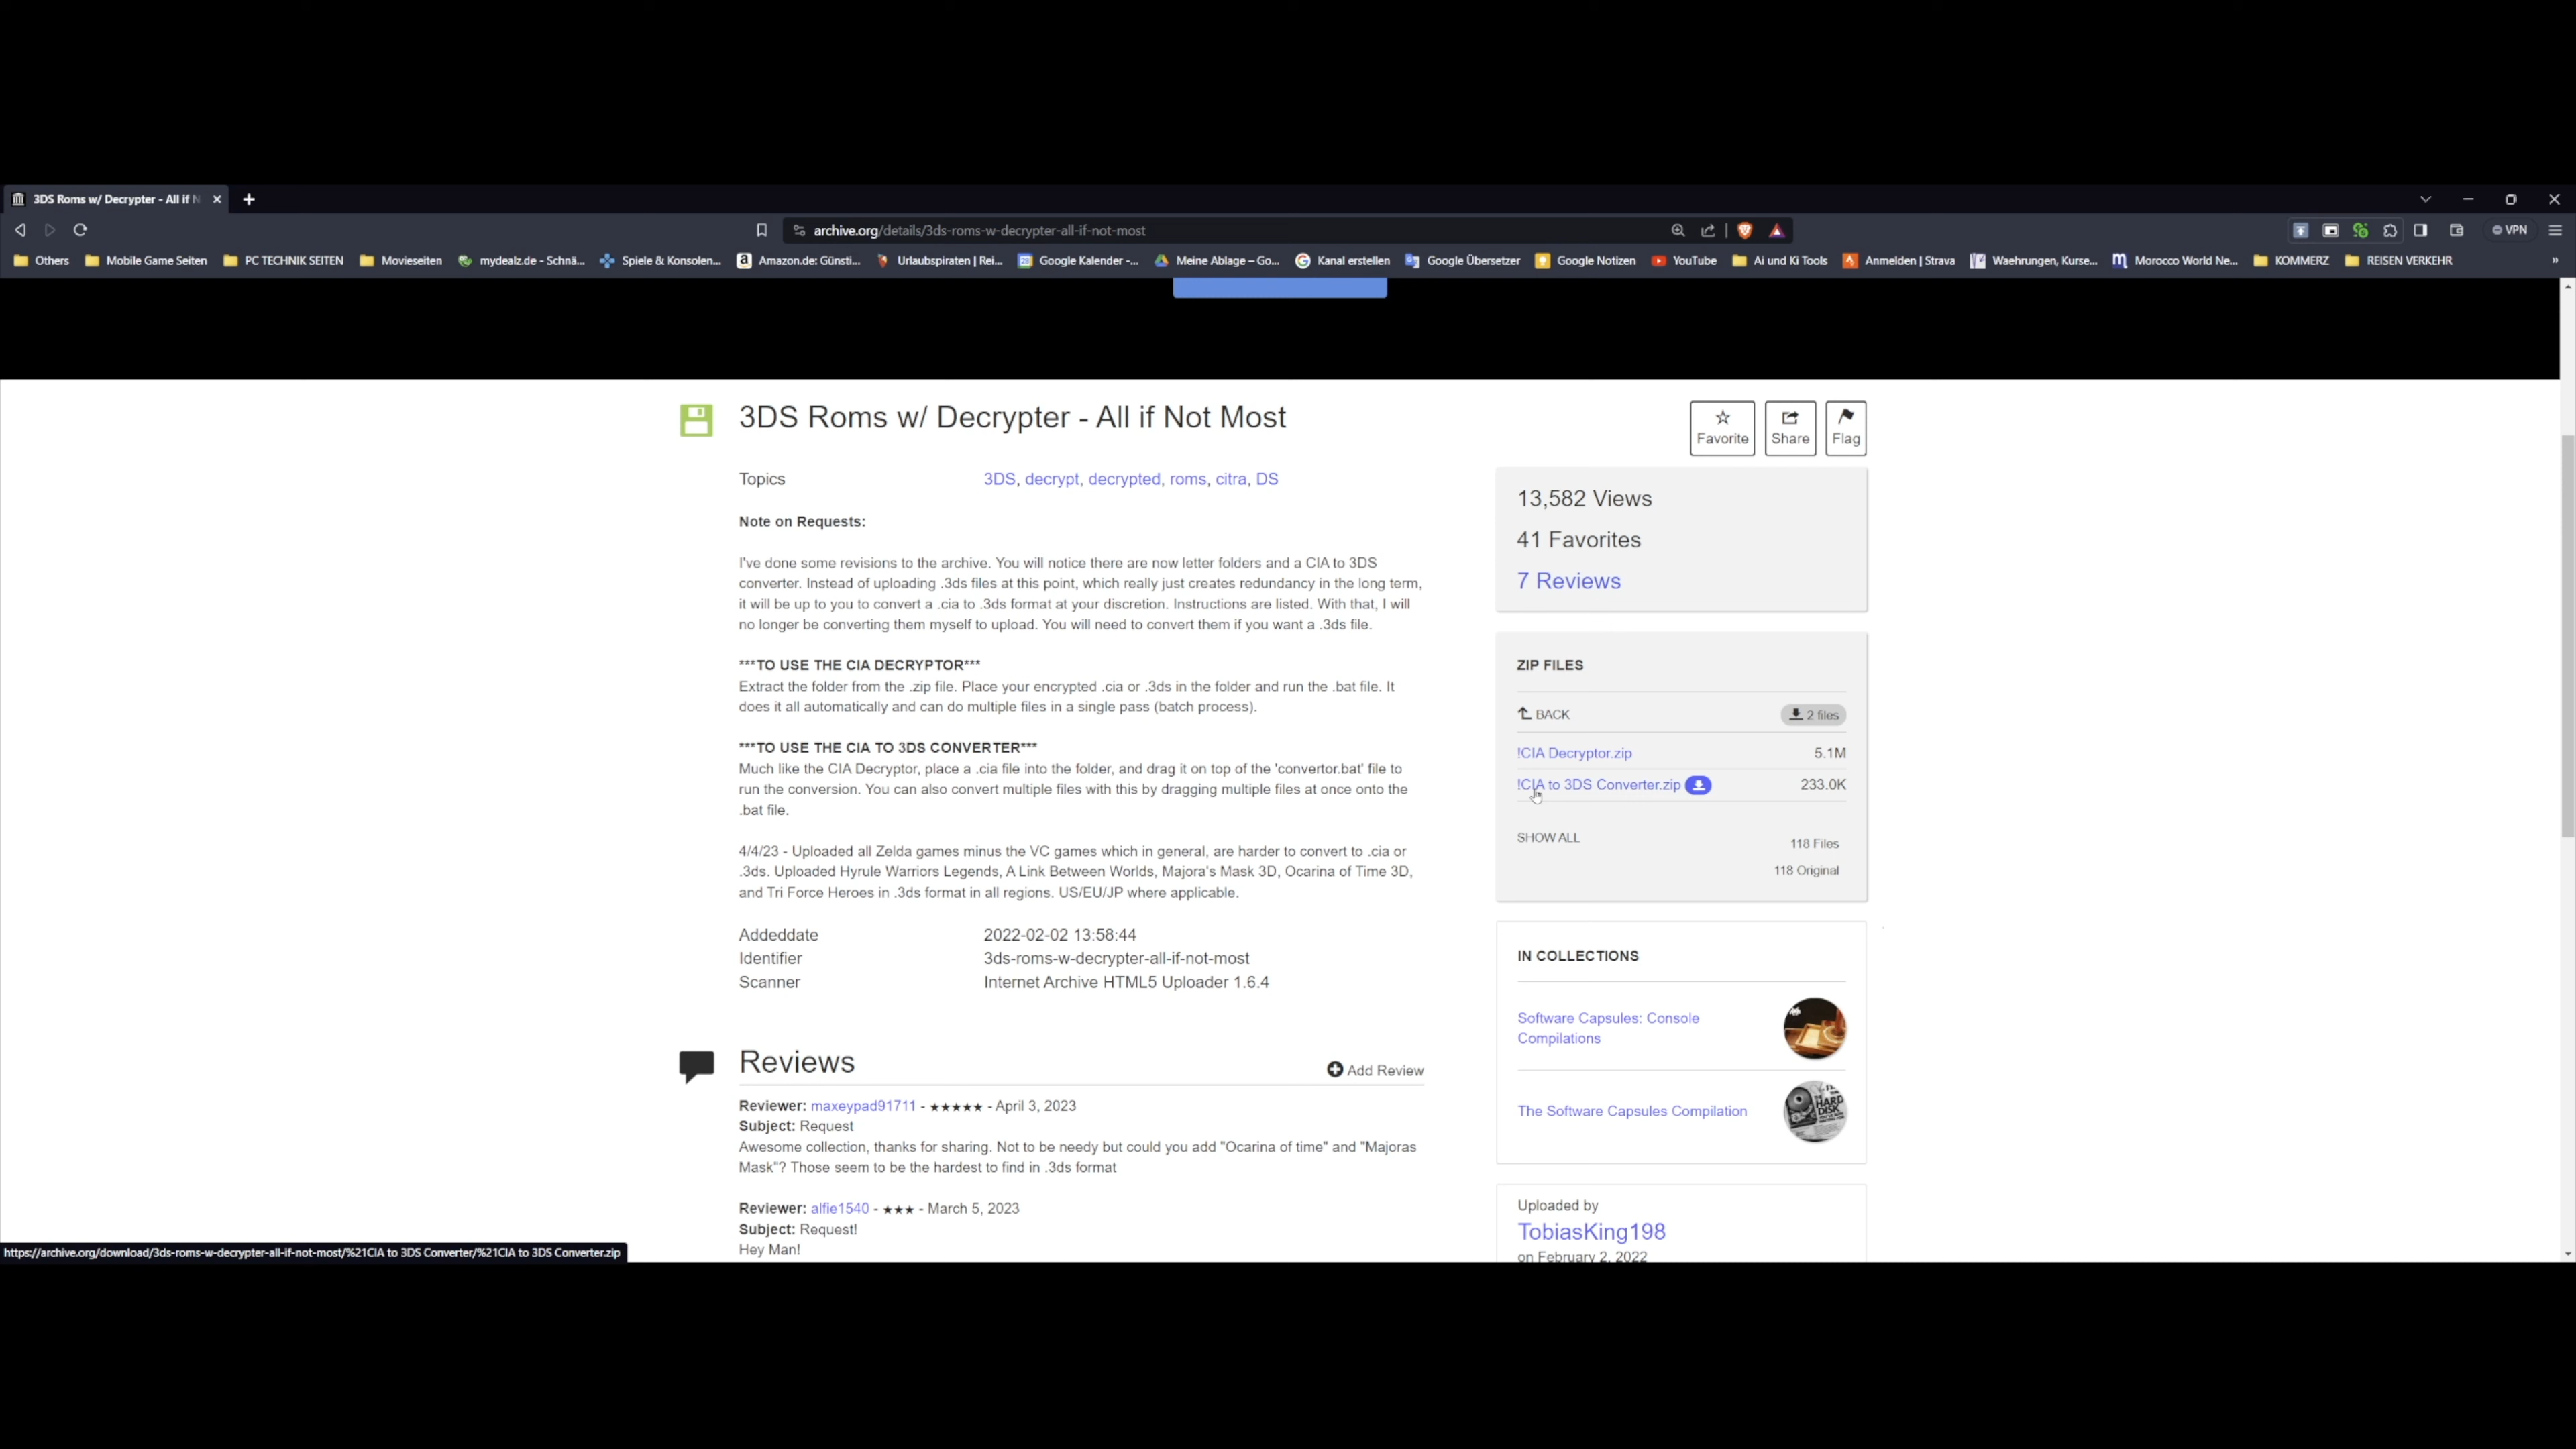 3DS Roms w/ Decrypter - All if N
archive.org/details/3ds-roms-w-decrypter-all-if-not-most
VPN
Others
Mobile Game Seiten
PC TECHNIK SEITEN
Movieseiten
mydealz.de - Schnä...
Spiele & Konsolen...
Amazon.de: Günsti...
Urlaubspiraten | Rei...
Google Kalender -...
Meine Ablage – Go...
Kanal erstellen
Google Übersetzer
Google Notizen
YouTube
Ai und Ki Tools
Anmelden | Strava
Waehrungen, Kurse...
Morocco World Ne...
KOMMERZ
REISEN VERKEHR
»
3DS Roms w/ Decrypter - All if Not Most
Favorite
Share
Flag
Topics
3DS, decrypt, decrypted, roms, citra, DS
Note on Requests:
I've done some revisions to the archive. You will notice there are now letter folders and a CIA to 3DS
converter. Instead of uploading .3ds files at this point, which really just creates redundancy in the long term,
it will be up to you to convert a .cia to .3ds format at your discretion. Instructions are listed. With that, I will
no longer be converting them myself to upload. You will need to convert them if you want a .3ds file.
***TO USE THE CIA DECRYPTOR***
Extract the folder from the .zip file. Place your encrypted .cia or .3ds in the folder and run the .bat file. It
does it all automatically and can do multiple files in a single pass (batch process).
***TO USE THE CIA TO 3DS CONVERTER***
Much like the CIA Decryptor, place a .cia file into the folder, and drag it on top of the 'convertor.bat' file to
run the conversion. You can also convert multiple files with this by dragging multiple files at once onto the
.bat file.
4/4/23 - Uploaded all Zelda games minus the VC games which in general, are harder to convert to .cia or
.3ds. Uploaded Hyrule Warriors Legends, A Link Between Worlds, Majora's Mask 3D, Ocarina of Time 3D,
and Tri Force Heroes in .3ds format in all regions. US/EU/JP where applicable.
Addeddate
2022-02-02 13:58:44
Identifier
3ds-roms-w-decrypter-all-if-not-most
Scanner
Internet Archive HTML5 Uploader 1.6.4
Reviews
Add Review
Reviewer: maxeypad91711 - ★★★★★ - April 3, 2023
Subject: Request
Awesome collection, thanks for sharing. Not to be needy but could you add "Ocarina of time" and "Majoras
Mask"? Those seem to be the hardest to find in .3ds format
Reviewer: alfie1540 - ★★★ - March 5, 2023
Subject: Request!
Hey Man!
13,582 Views
41 Favorites
7 Reviews
ZIP FILES
BACK
2 files
!CIA Decryptor.zip
5.1M
!CIA to 3DS Converter.zip
233.0K
SHOW ALL
118 Files
118 Original
IN COLLECTIONS
Software Capsules: Console
Compilations
The Software Capsules Compilation
HARD
DISK
Uploaded by
TobiasKing198
on February 2, 2022
https://archive.org/download/3ds-roms-w-decrypter-all-if-not-most/%21CIA to 3DS Converter/%21CIA to 3DS Converter.zip